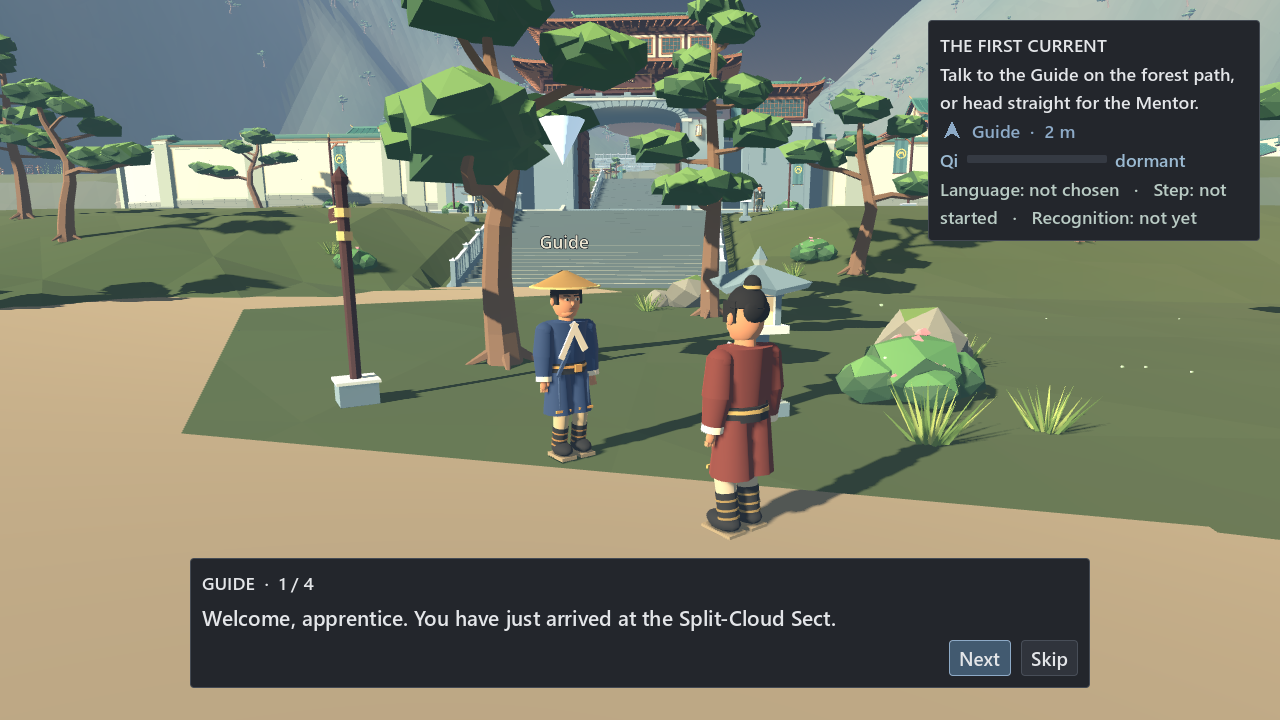 THE FIRST CURRENT
Talk to the Guide on the forest path,
or head straight for the Mentor.
Guide · 2 m
Qi dormant
Language: not chosen · Step: not
started · Recognition: not yet
Guide
GUIDE · 1 / 4
Welcome, apprentice. You have just arrived at the Split-Cloud Sect.
Next Skip